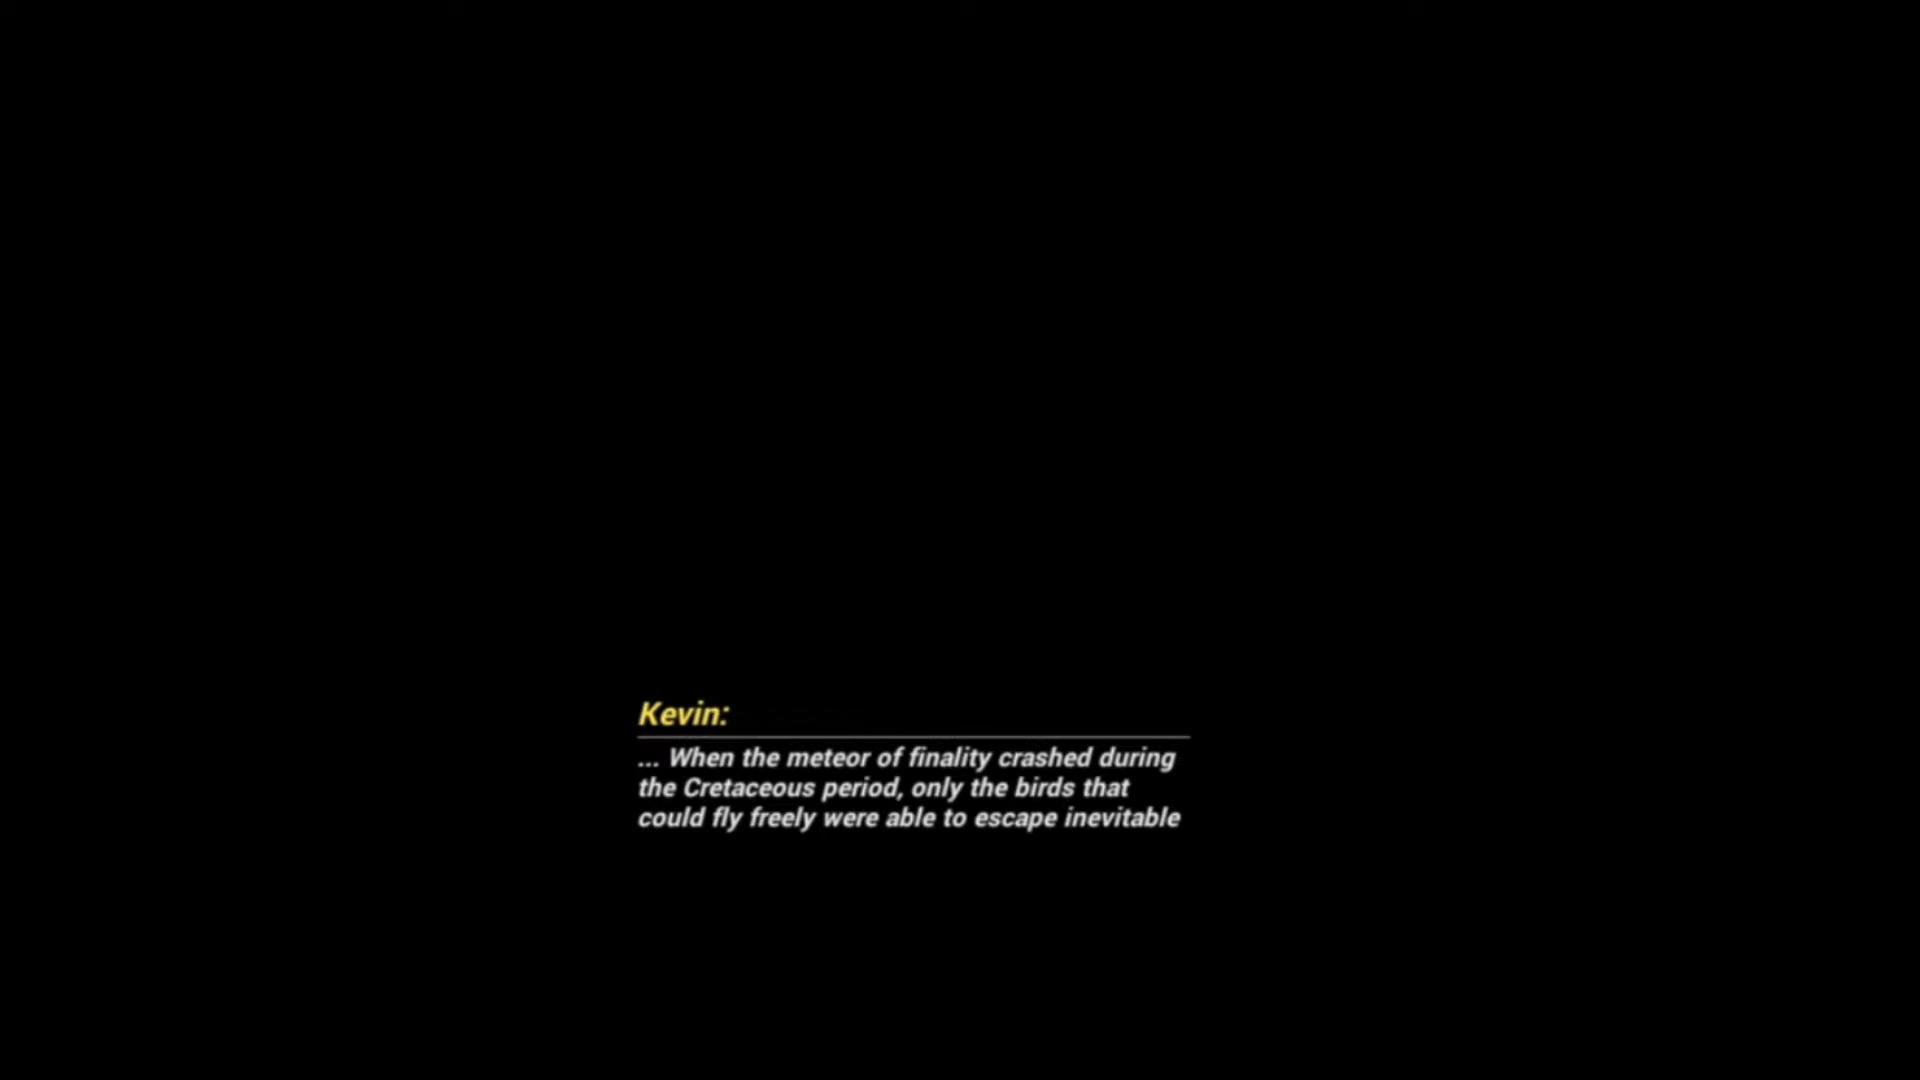 Kevin:
... When the meteor of finality crashed during
the Cretaceous period, only the birds that
could fly freely were able to escape inevitable